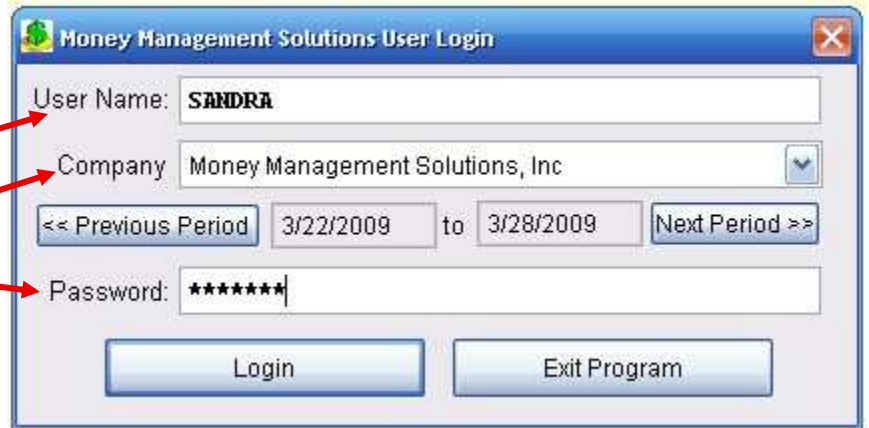 Money Management Solutions User Login
User Name: SANDRA
Company Money Management Solutions, Inc
<< Previous Period 3/22/2009 to 3/28/2009 Next Period >>
Password: *******
Login Exit Program